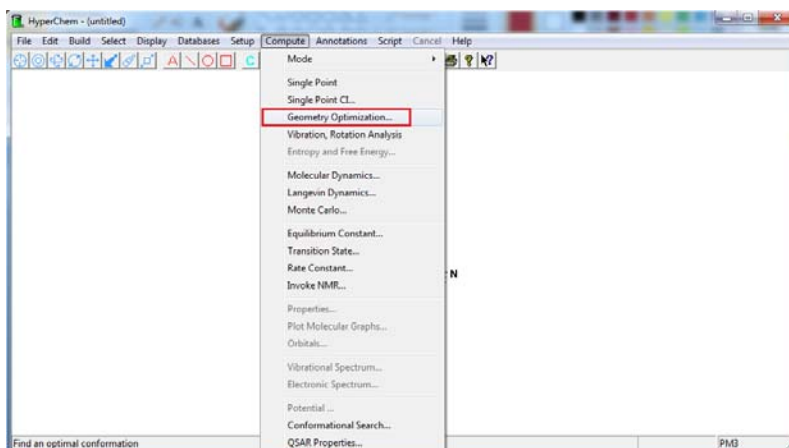 HyperChem - (untitled)
File Edit Build Select Display Databases Setup Compute Annotations Script Cancel Help
A C
Mode
Single Point
Single Point CI...
Geometry Optimization...
Vibration, Rotation Analysis
Entropy and Free Energy...
Molecular Dynamics...
Langevin Dynamics...
Monte Carlo...
Equilibrium Constant...
Transition State...
Rate Constant...
Invoke NMR...
N
Properties...
Plot Molecular Graphs...
Orbitals...
Vibrational Spectrum...
Electronic Spectrum...
Potential ...
Conformational Search...
QSAR Properties...
Find an optimal conformation PM3